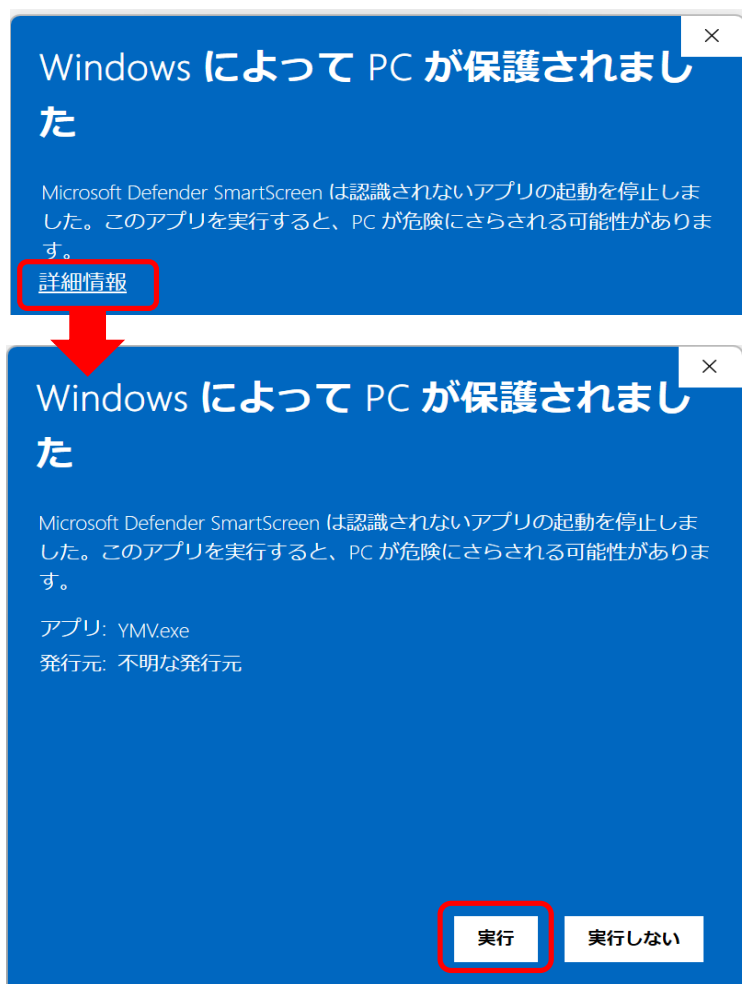 Windows によって PC が保護されまし
た
Microsoft Defender SmartScreen は認識されないアプリの起動を停止しま
した。このアプリを実行すると、PC が危険にさらされる可能性がありま
す。
詳細情報
Windows によって PC が保護されまし
た
Microsoft Defender SmartScreen は認識されないアプリの起動を停止しま
した。このアプリを実行すると、PC が危険にさらされる可能性がありま
す。
アプリ: YMV.exe
発行元: 不明な発行元
実行 実行しない